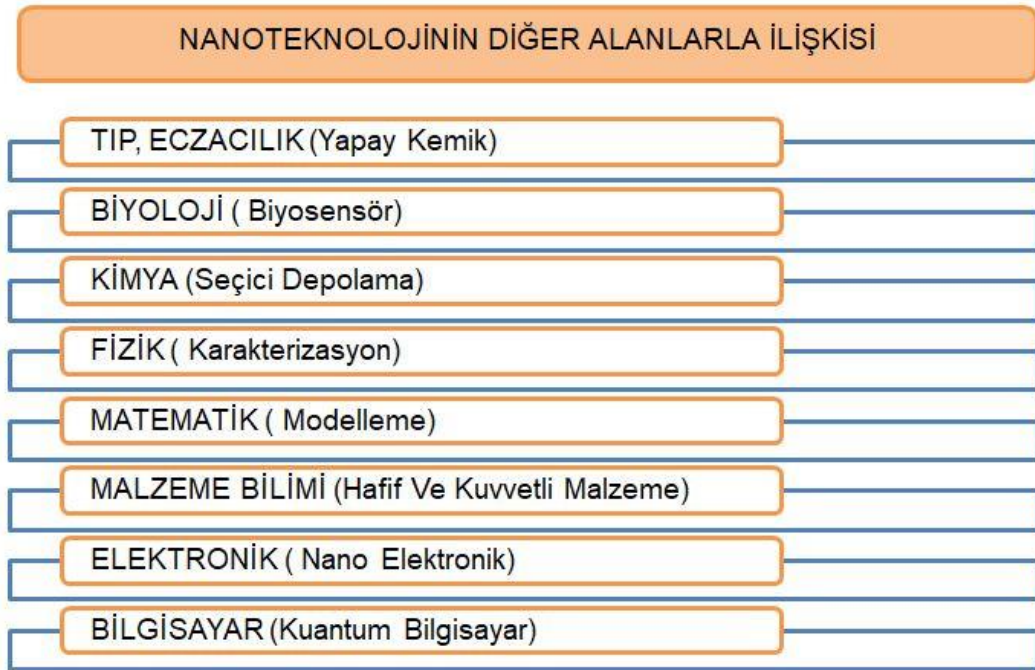 NANOTEKNOLOJİNİN DİĞER ALANLARLA İLİŞKİSİ
TIP, ECZACILIK (Yapay Kemik)
BİYOLOJİ ( Biyosensör)
KİMYA (Seçici Depolama)
FİZİK ( Karakterizasyon)
MATEMATİK ( Modelleme)
MALZEME BİLİMİ (Hafif Ve Kuvvetli Malzeme)
ELEKTRONİK ( Nano Elektronik)
BİLGİSAYAR (Kuantum Bilgisayar)